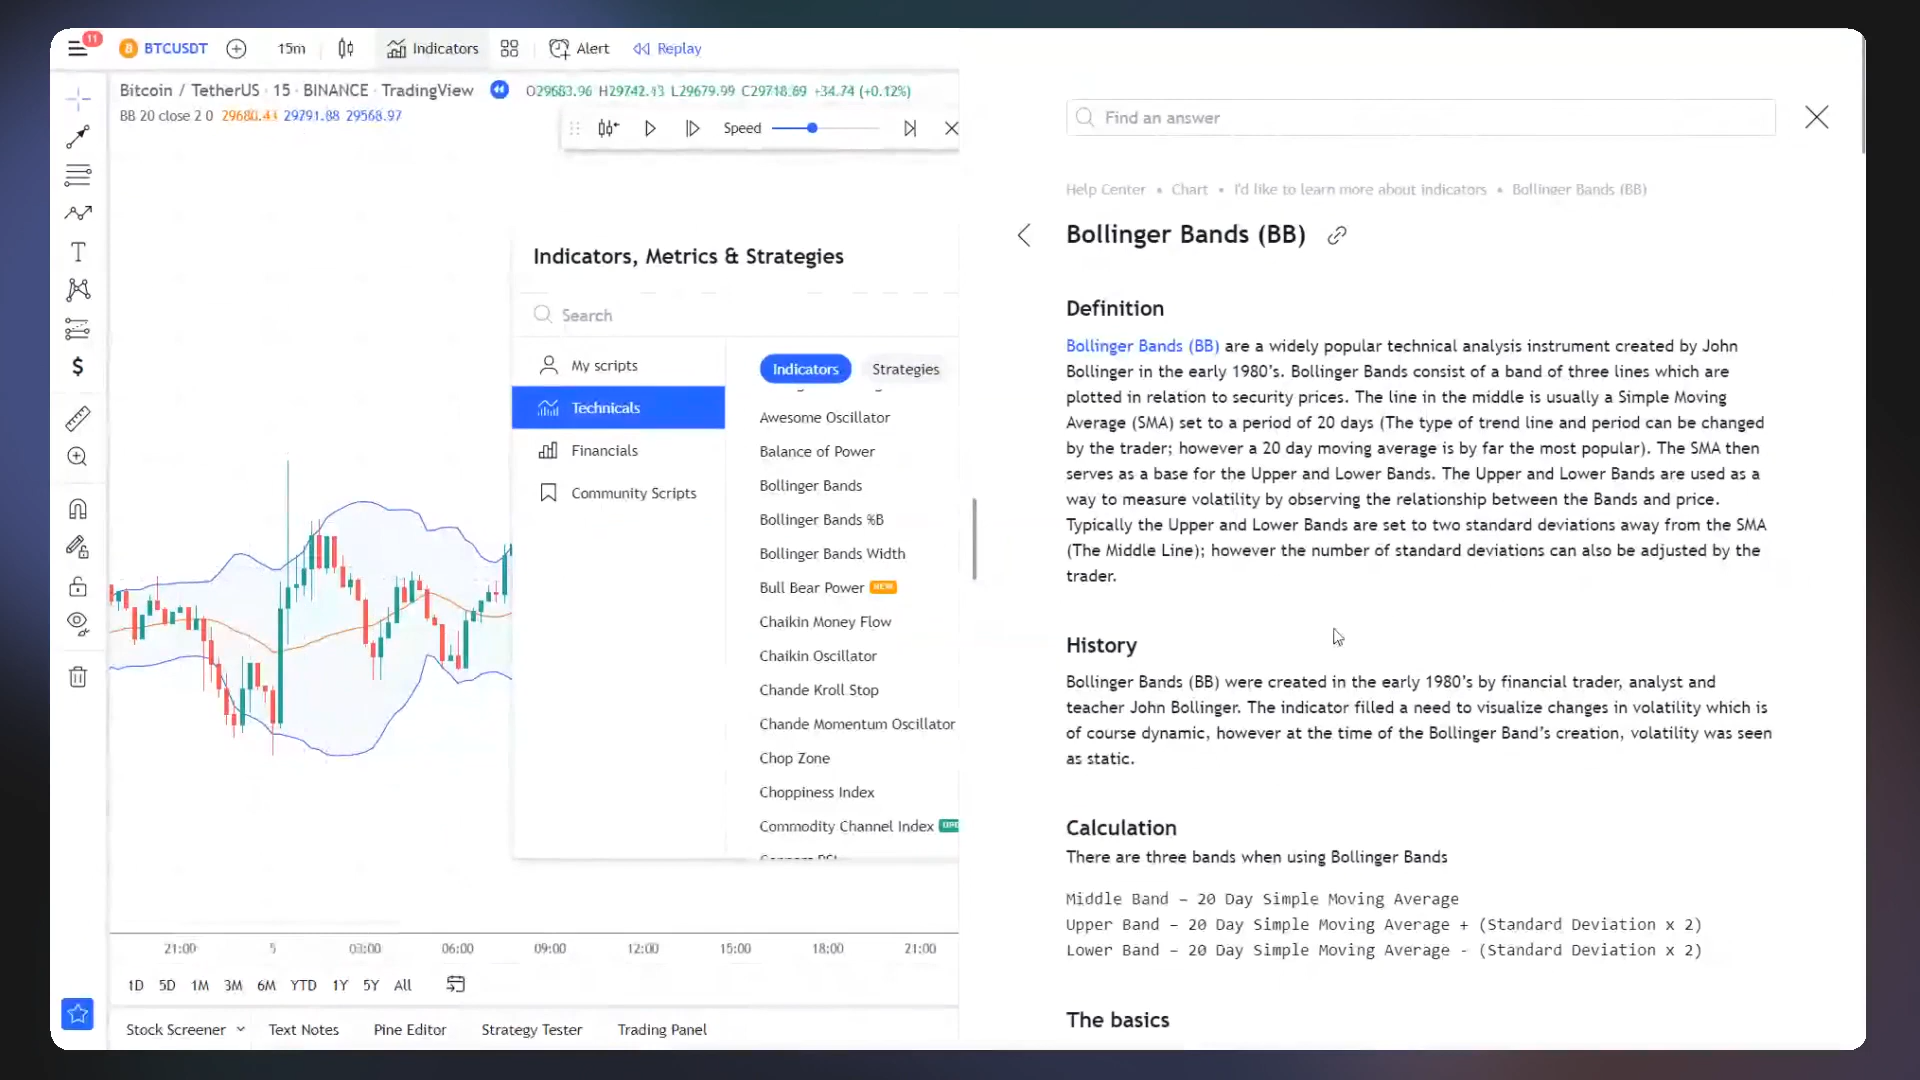 11
BTCUSDT
15m
Indicators
Alert
Replay
Bitcoin / TetherUS · 15 · BINANCE · TradingView
O29683.96 H29742.13 L29679.99 C29718.69 +34.74 (+0.12%)
BB 20 close 2 0 29680.43 29791.88 29568.97
Speed
Indicators, Metrics & Strategies
Search
My scripts
Technicals
Financials
Community Scripts
Indicators
Strategies
Awesome Oscillator
Balance of Power
Bollinger Bands
Bollinger Bands %B
Bollinger Bands Width
Bull Bear Power NEW
Chaikin Money Flow
Chaikin Oscillator
Chande Kroll Stop
Chande Momentum Oscillator
Chop Zone
Choppiness Index
Commodity Channel Index
21:00 5 03:00 06:00 09:00 12:00 15:00 18:00 21:00
1D 5D 1M 3M 6M YTD 1Y 5Y All
Stock Screener
Text Notes
Pine Editor
Strategy Tester
Trading Panel
Find an answer
Help Center • Chart • I'd like to learn more about indicators • Bollinger Bands (BB)
Bollinger Bands (BB)
Definition
Bollinger Bands (BB) are a widely popular technical analysis instrument created by John
Bollinger in the early 1980’s. Bollinger Bands consist of a band of three lines which are
plotted in relation to security prices. The line in the middle is usually a Simple Moving
Average (SMA) set to a period of 20 days (The type of trend line and period can be changed
by the trader; however a 20 day moving average is by far the most popular). The SMA then
serves as a base for the Upper and Lower Bands. The Upper and Lower Bands are used as a
way to measure volatility by observing the relationship between the Bands and price.
Typically the Upper and Lower Bands are set to two standard deviations away from the SMA
(The Middle Line); however the number of standard deviations can also be adjusted by the
trader.
History
Bollinger Bands (BB) were created in the early 1980’s by financial trader, analyst and
teacher John Bollinger. The indicator filled a need to visualize changes in volatility which is
of course dynamic, however at the time of the Bollinger Band’s creation, volatility was seen
as static.
Calculation
There are three bands when using Bollinger Bands
Middle Band – 20 Day Simple Moving Average
Upper Band – 20 Day Simple Moving Average + (Standard Deviation x 2)
Lower Band – 20 Day Simple Moving Average - (Standard Deviation x 2)
The basics